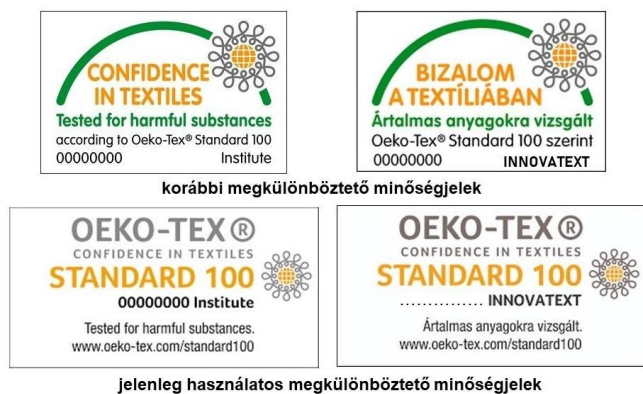 CONFIDENCE
IN TEXTILES
Tested for harmful substances
according to Oeko-Tex® Standard 100
00000000 Institute
BIZALOM
A TEXTÍLIÁBAN
Ártalmas anyagokra vizsgált
Oeko-Tex® Standard 100 szerint
00000000 INNOVATEXT
korábbi megkülönböztető minőségjelek
OEKO-TEX®
CONFIDENCE IN TEXTILES
STANDARD 100
00000000 Institute
Tested for harmful substances.
www.oeko-tex.com/standard100
OEKO-TEX®
CONFIDENCE IN TEXTILES
STANDARD 100
................ INNOVATEXT
Ártalmas anyagokra vizsgált.
www.oeko-tex.com/standard100
jelenleg használatos megkülönböztető minőségjelek